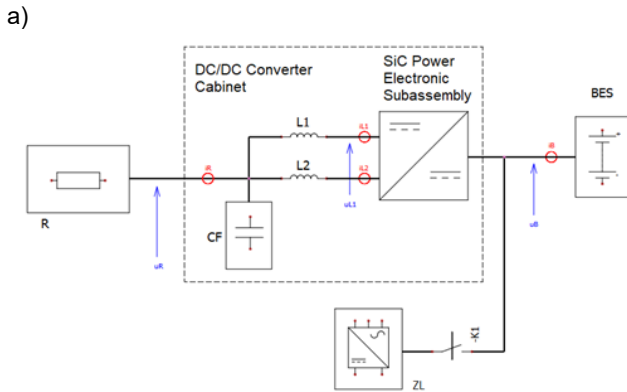 a)
DC/DC Converter
Cabinet
SiC Power
Electronic
Subassembly
BES
L1
iL1
L2
iL2
iR
iB
+
-
R
CF
uR
uL1
uB
-K1
ZL